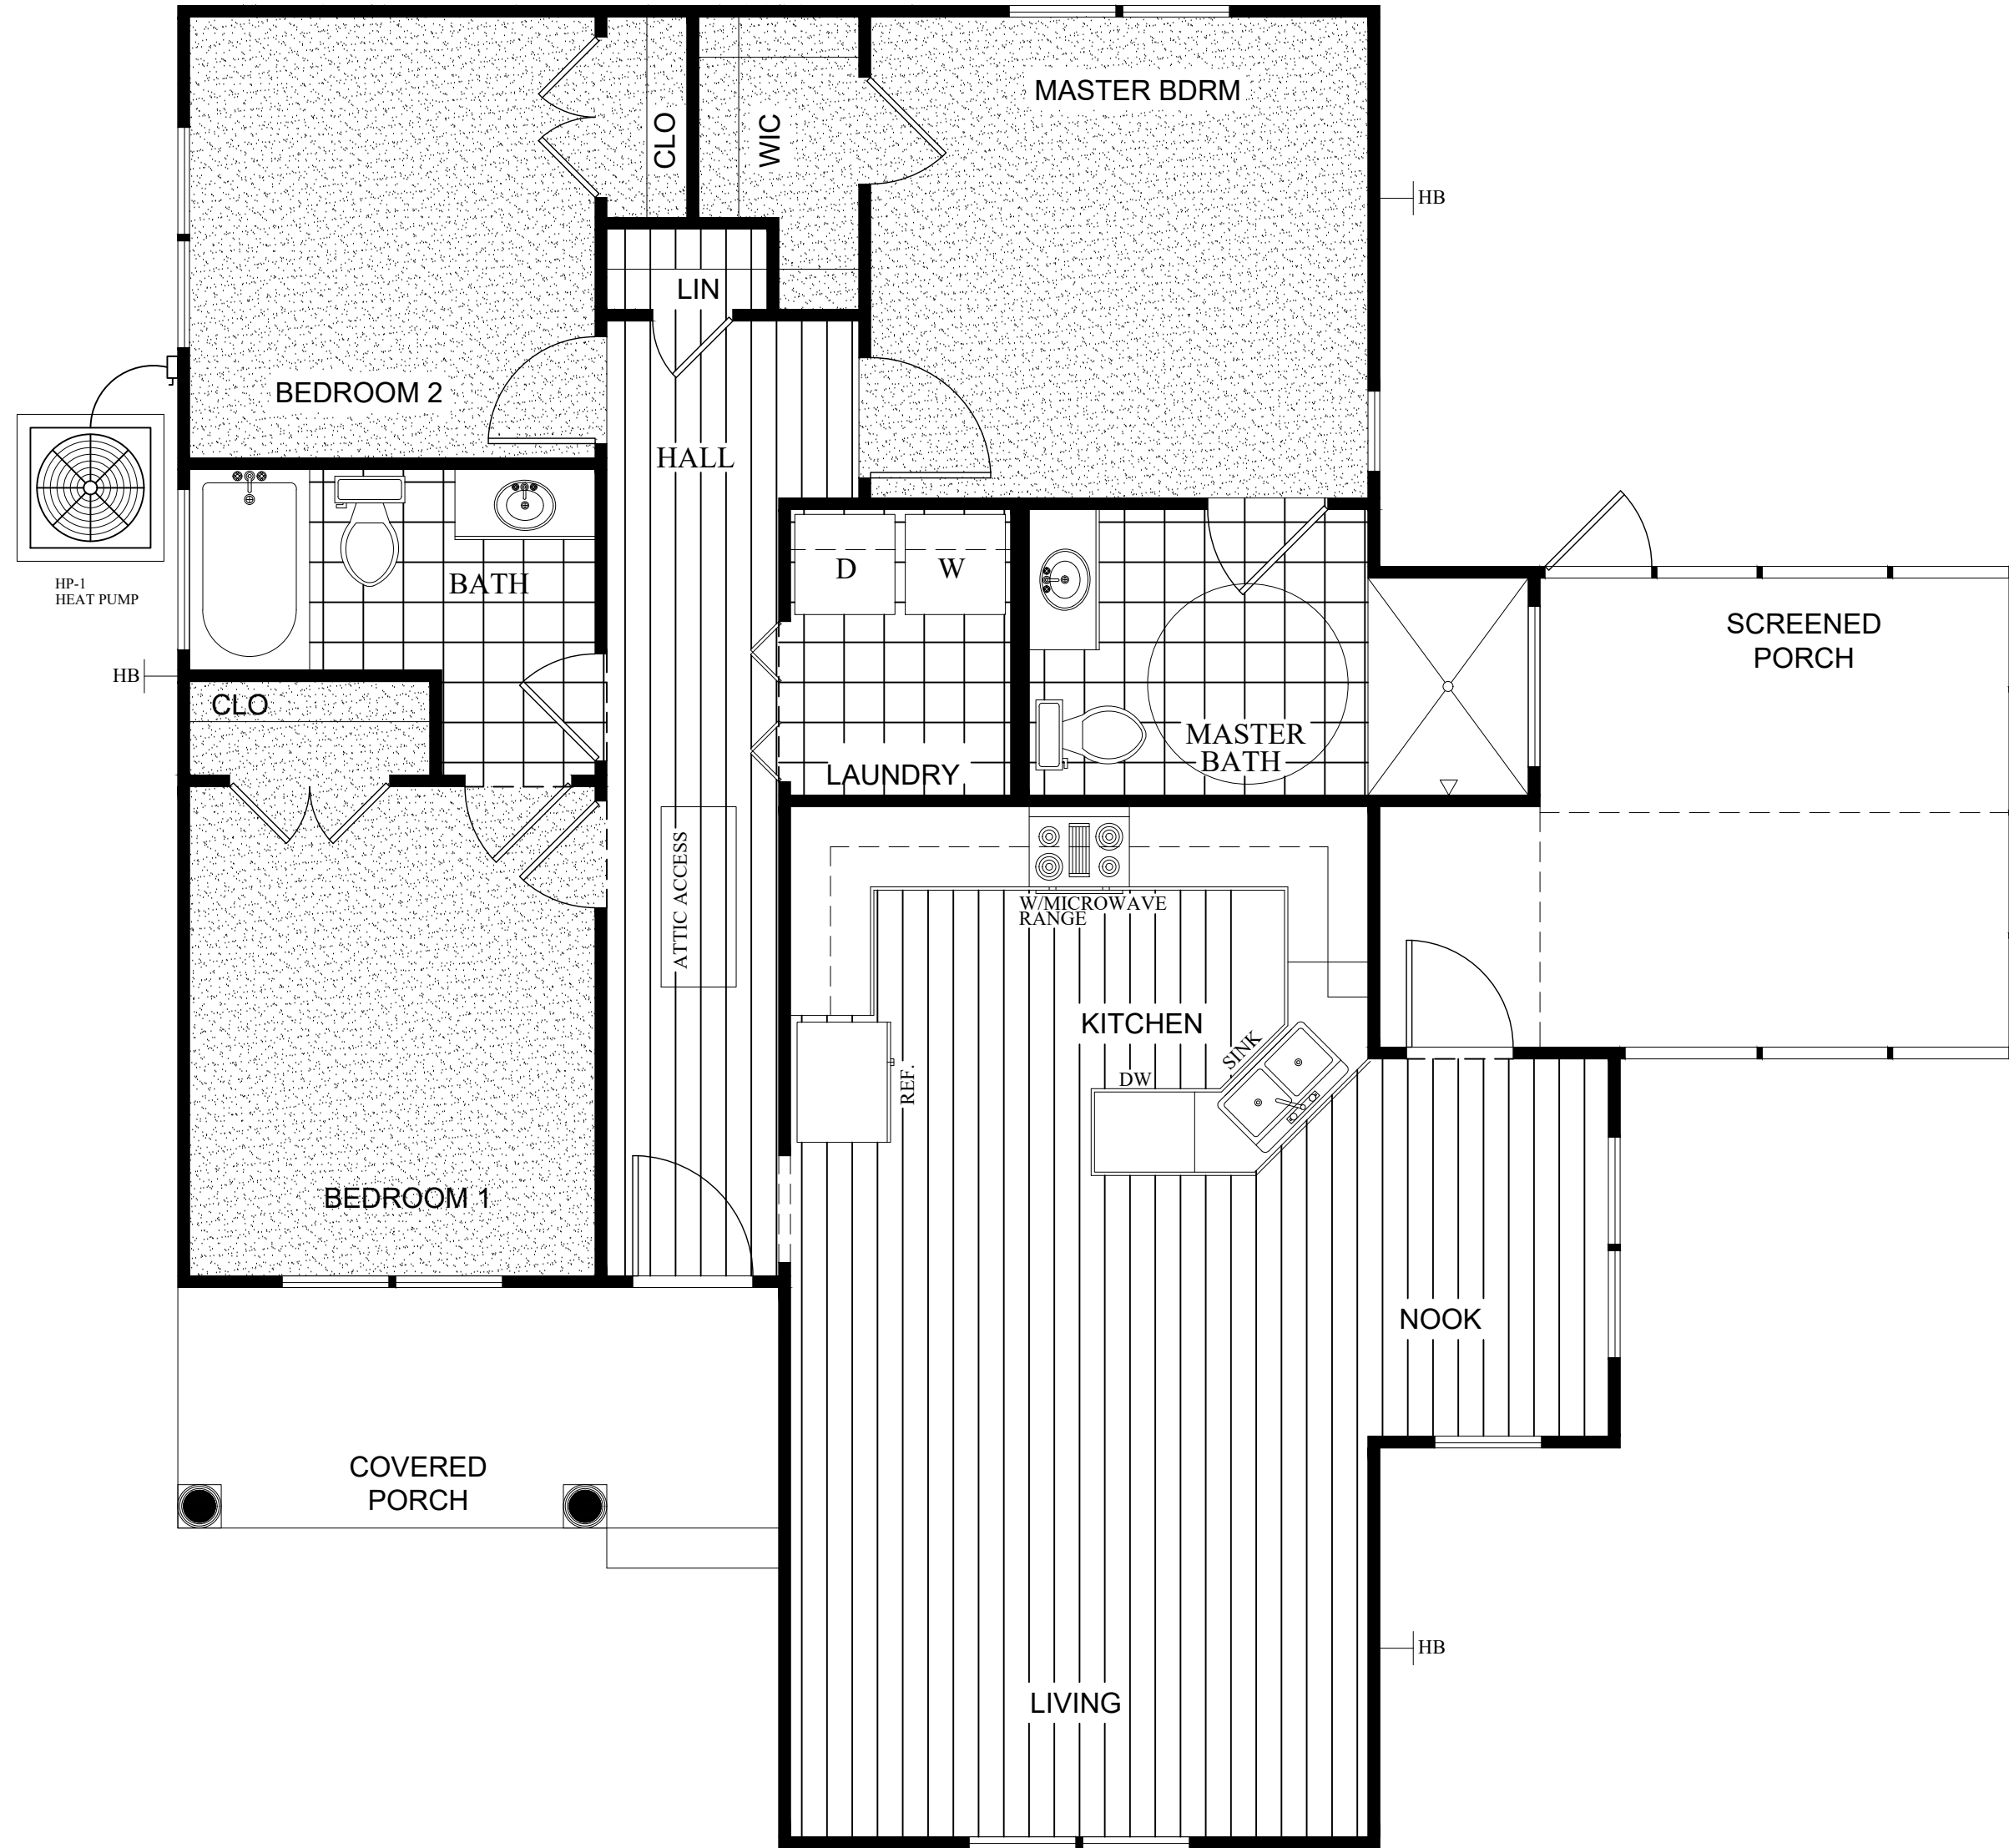 MASTER BDRM
CLO
WIC
HB
LIN
BEDROOM 2
HALL
D
W
BATH
HP-1
HEAT PUMP
SCREENED
PORCH
HB
CLO
MASTER
BATH
LAUNDRY
ATTIC ACCESS
W/MICROWAVE
RANGE
KITCHEN
SINK
DW
REF.
BEDROOM 1
NOOK
COVERED
PORCH
HB
LIVING